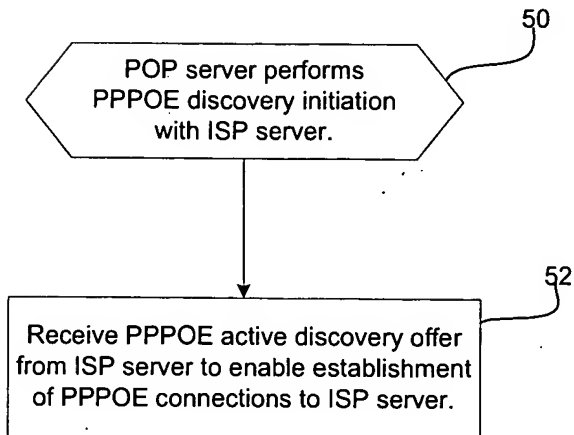 50
POP server performs
PPPOE discovery initiation
with ISP server.
52
Receive PPPOE active discovery offer
from ISP server to enable establishment
of PPPOE connections to ISP server.